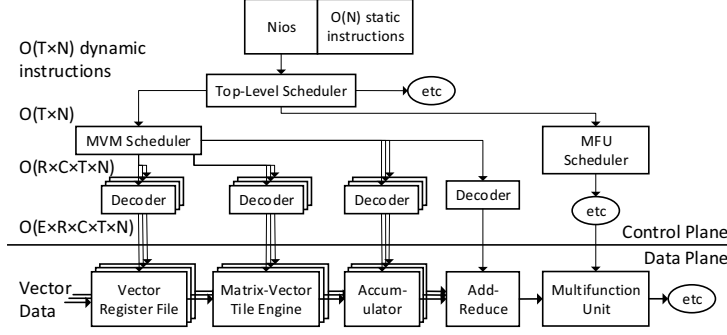 Nios
O(N) static
instructions
O(T×N) dynamic
instructions
Top-Level Scheduler
etc
O(T×N)
MVM Scheduler
MFU
Scheduler
O(R×C×T×N)
Decoder
Decoder
Decoder
Decoder
etc
O(E×R×C×T×N)
Control Plane
Data Plane
Vector
Data
Vector
Register File
Matrix-Vector
Tile Engine
Accum-
ulator
Add-
Reduce
Multifunction
Unit
etc